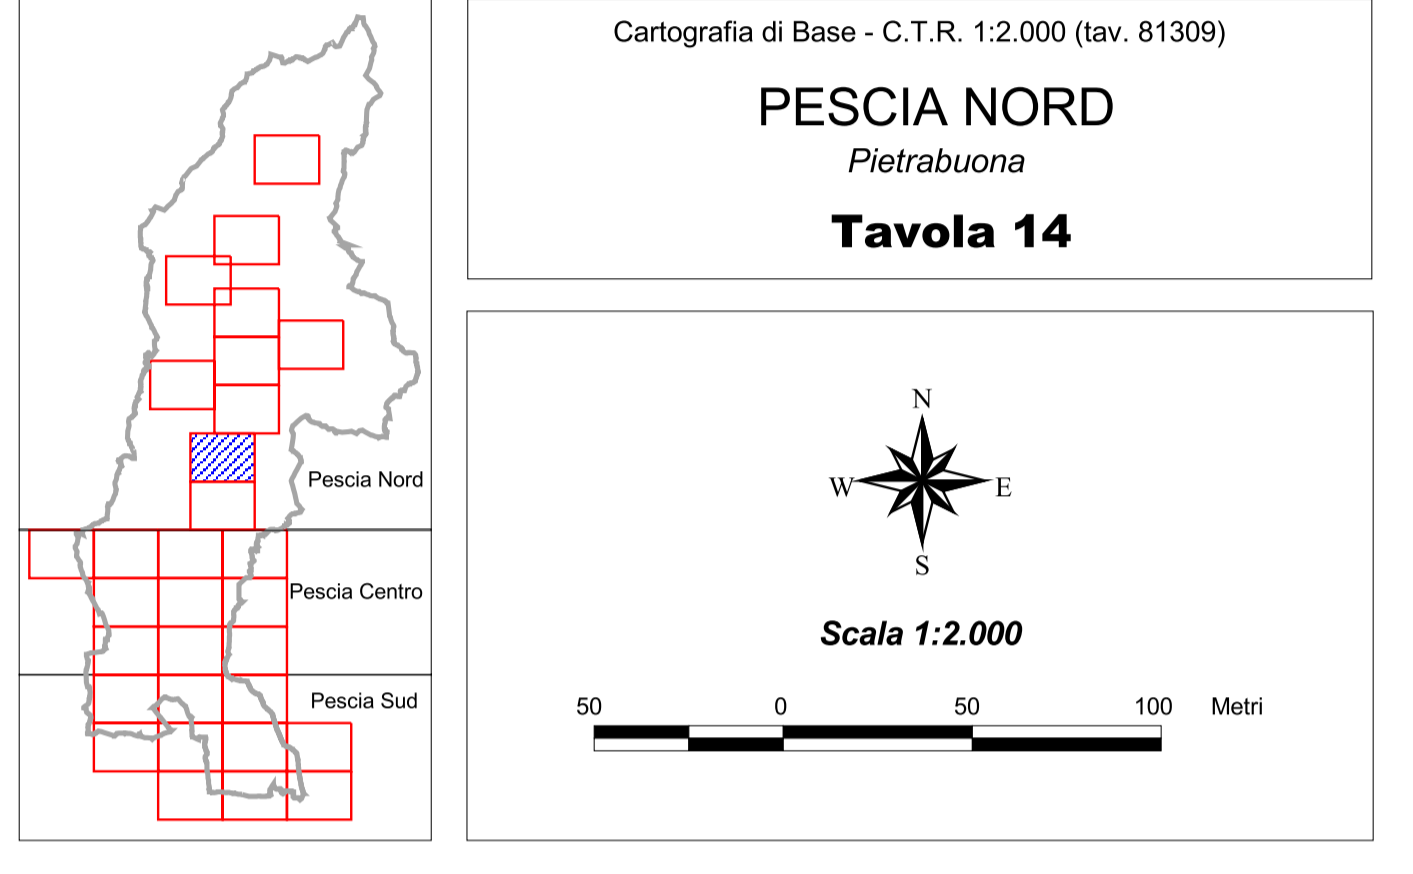 Cartografia di Base - C.T.R. 1:2.000 (tav. 81309)
PESCIA NORD
Pietrabuona
Tavola 14
Pescia Nord
Pescia Centro
Pescia Sud
N
W E
S
Scala 1:2.000
50 0 50 100 Metri